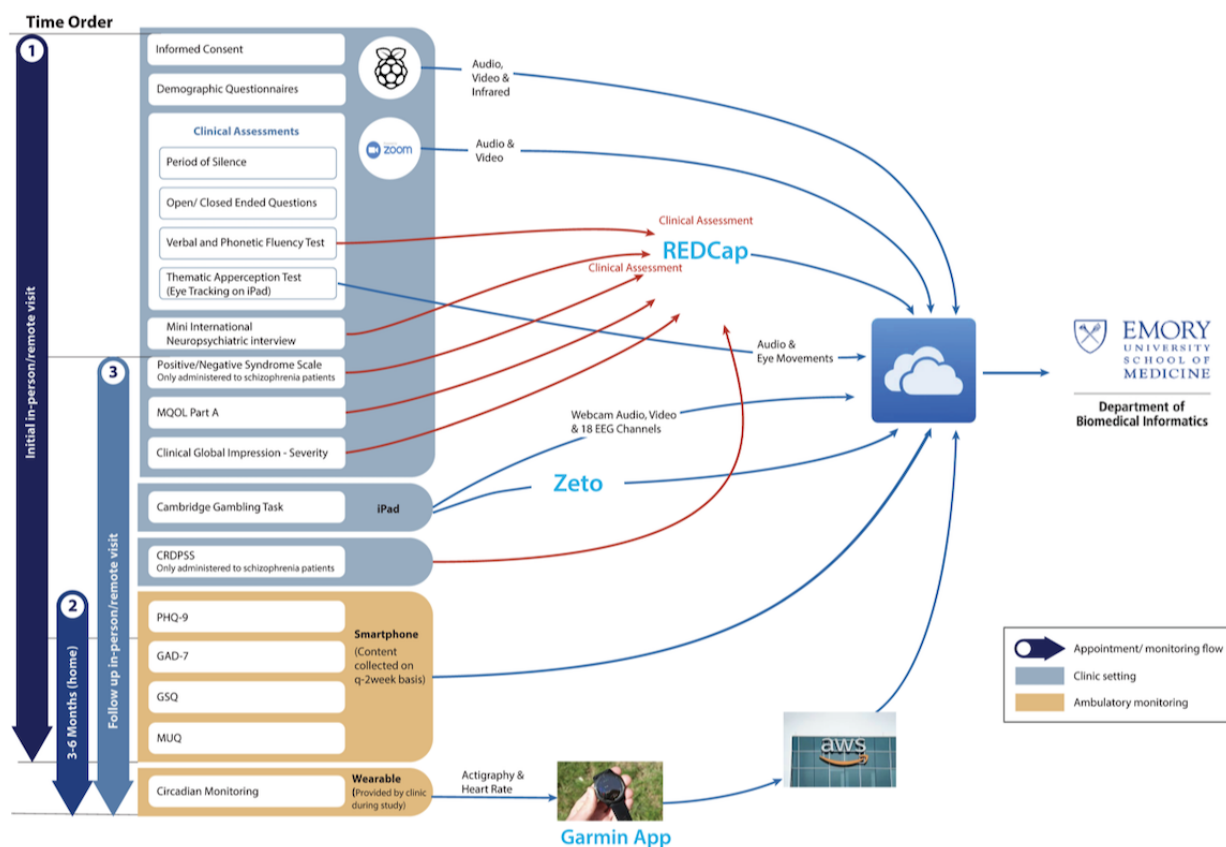 Time Order
1
Initial in-person/remote visit
2
3-6 Months (home)
3
Follow up in-person/remote visit
Informed Consent
Demographic Questionnaires
Clinical Assessments
Period of Silence
Open/ Closed Ended Questions
Verbal and Phonetic Fluency Test
Thematic Apperception Test
(Eye Tracking on iPad)
Mini International
Neuropsychiatric interview
Positive/Negative Syndrome Scale
Only administered to schizophrenia patients
MQOL Part A
Clinical Global Impression - Severity
zoom
Cambridge Gambling Task
iPad
CRDPSS
Only administered to schizophrenia patients
PHQ-9
GAD-7
GSQ
MUQ
Smartphone
(Content
collected on
q-2week basis)
Circadian Monitoring
Wearable
(Provided by clinic
during study)
Audio,
Video &
Infrared
Audio &
Video
Clinical Assessment
REDCap
Clinical Assessment
Audio &
Eye Movements
Webcam Audio, Video
& 18 EEG Channels
Zeto
Actigraphy &
Heart Rate
Garmin App
aws
EMORY
UNIVERSITY
SCHOOL OF
MEDICINE
Department of
Biomedical Informatics
Appointment/ monitoring flow
Clinic setting
Ambulatory monitoring